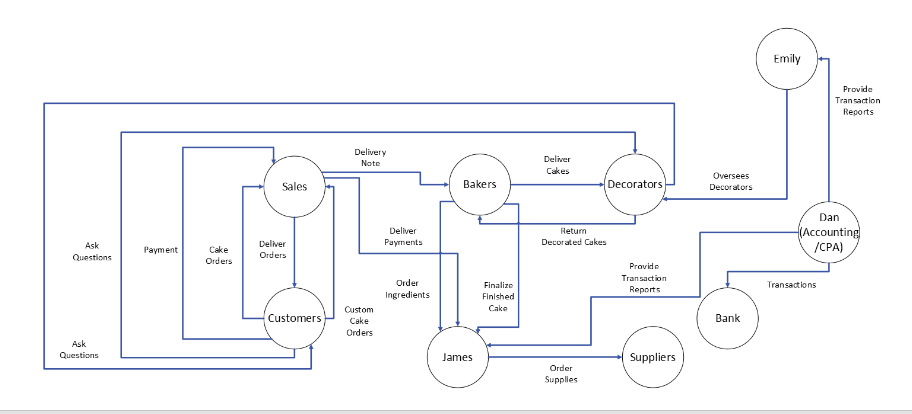 Emily
Provide
Transaction
Reports
Delivery
Note
Deliver
Cakes
Sales
Bakers
Decorators
Oversees
Decorators
Dan
(Accounting
/CPA)
Ask
Questions
Payment
Cake
Orders
Deliver
Orders
Deliver
Payments
Return
Decorated Cakes
Order
Ingredients
Finalize
Finished
Cake
Provide
Transaction
Reports
Transactions
Customers
Custom
Cake
Orders
Bank
Ask
Questions
James
Suppliers
Order
Supplies